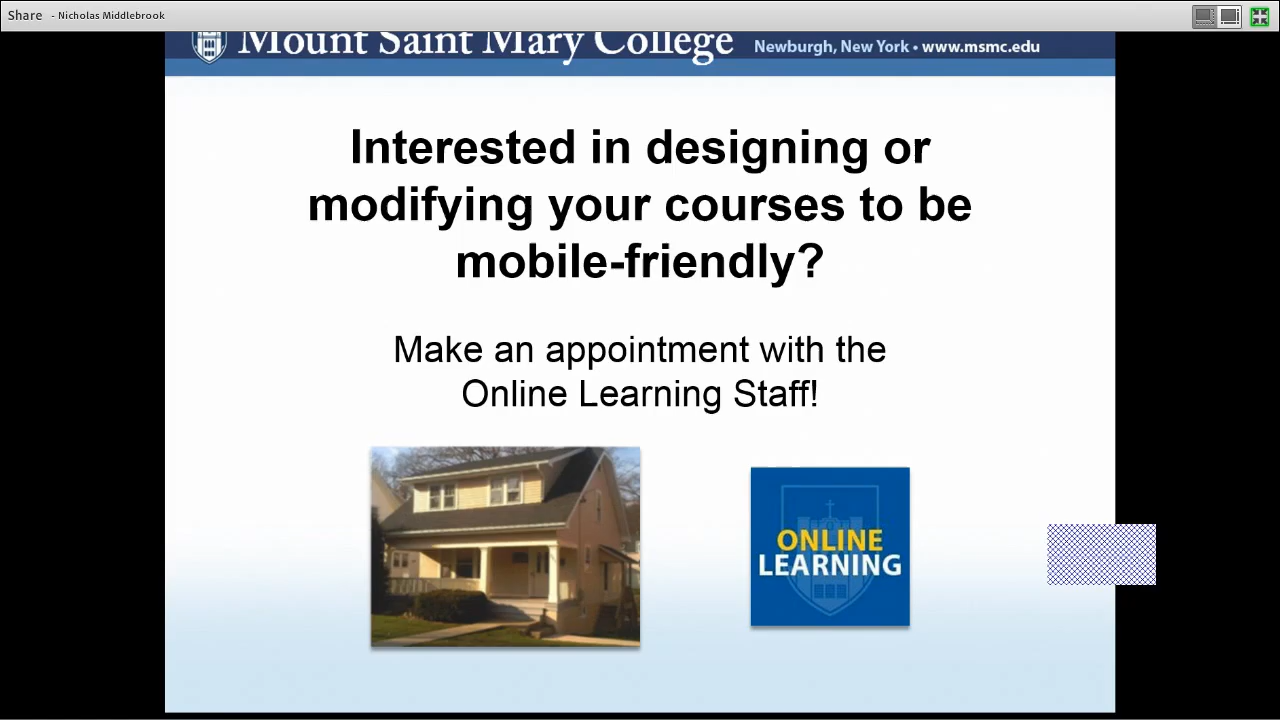 Share - Nicholas Middlebrook
Mount Saint Mary College Newburgh, New York • www.msmc.edu
Interested in designing or
modifying your courses to be
mobile-friendly?
Make an appointment with the
Online Learning Staff!
ONLINE
LEARNING